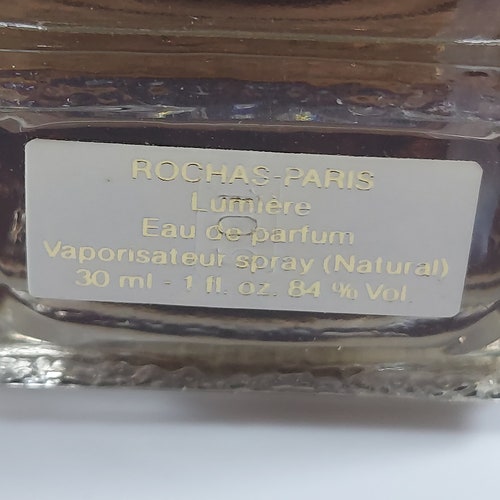 ROCHAS-PARIS
Lumière
Eau de parfum
Vaporisateur spray (Natural)
30 ml - 1 fl. oz. 84 % Vol.